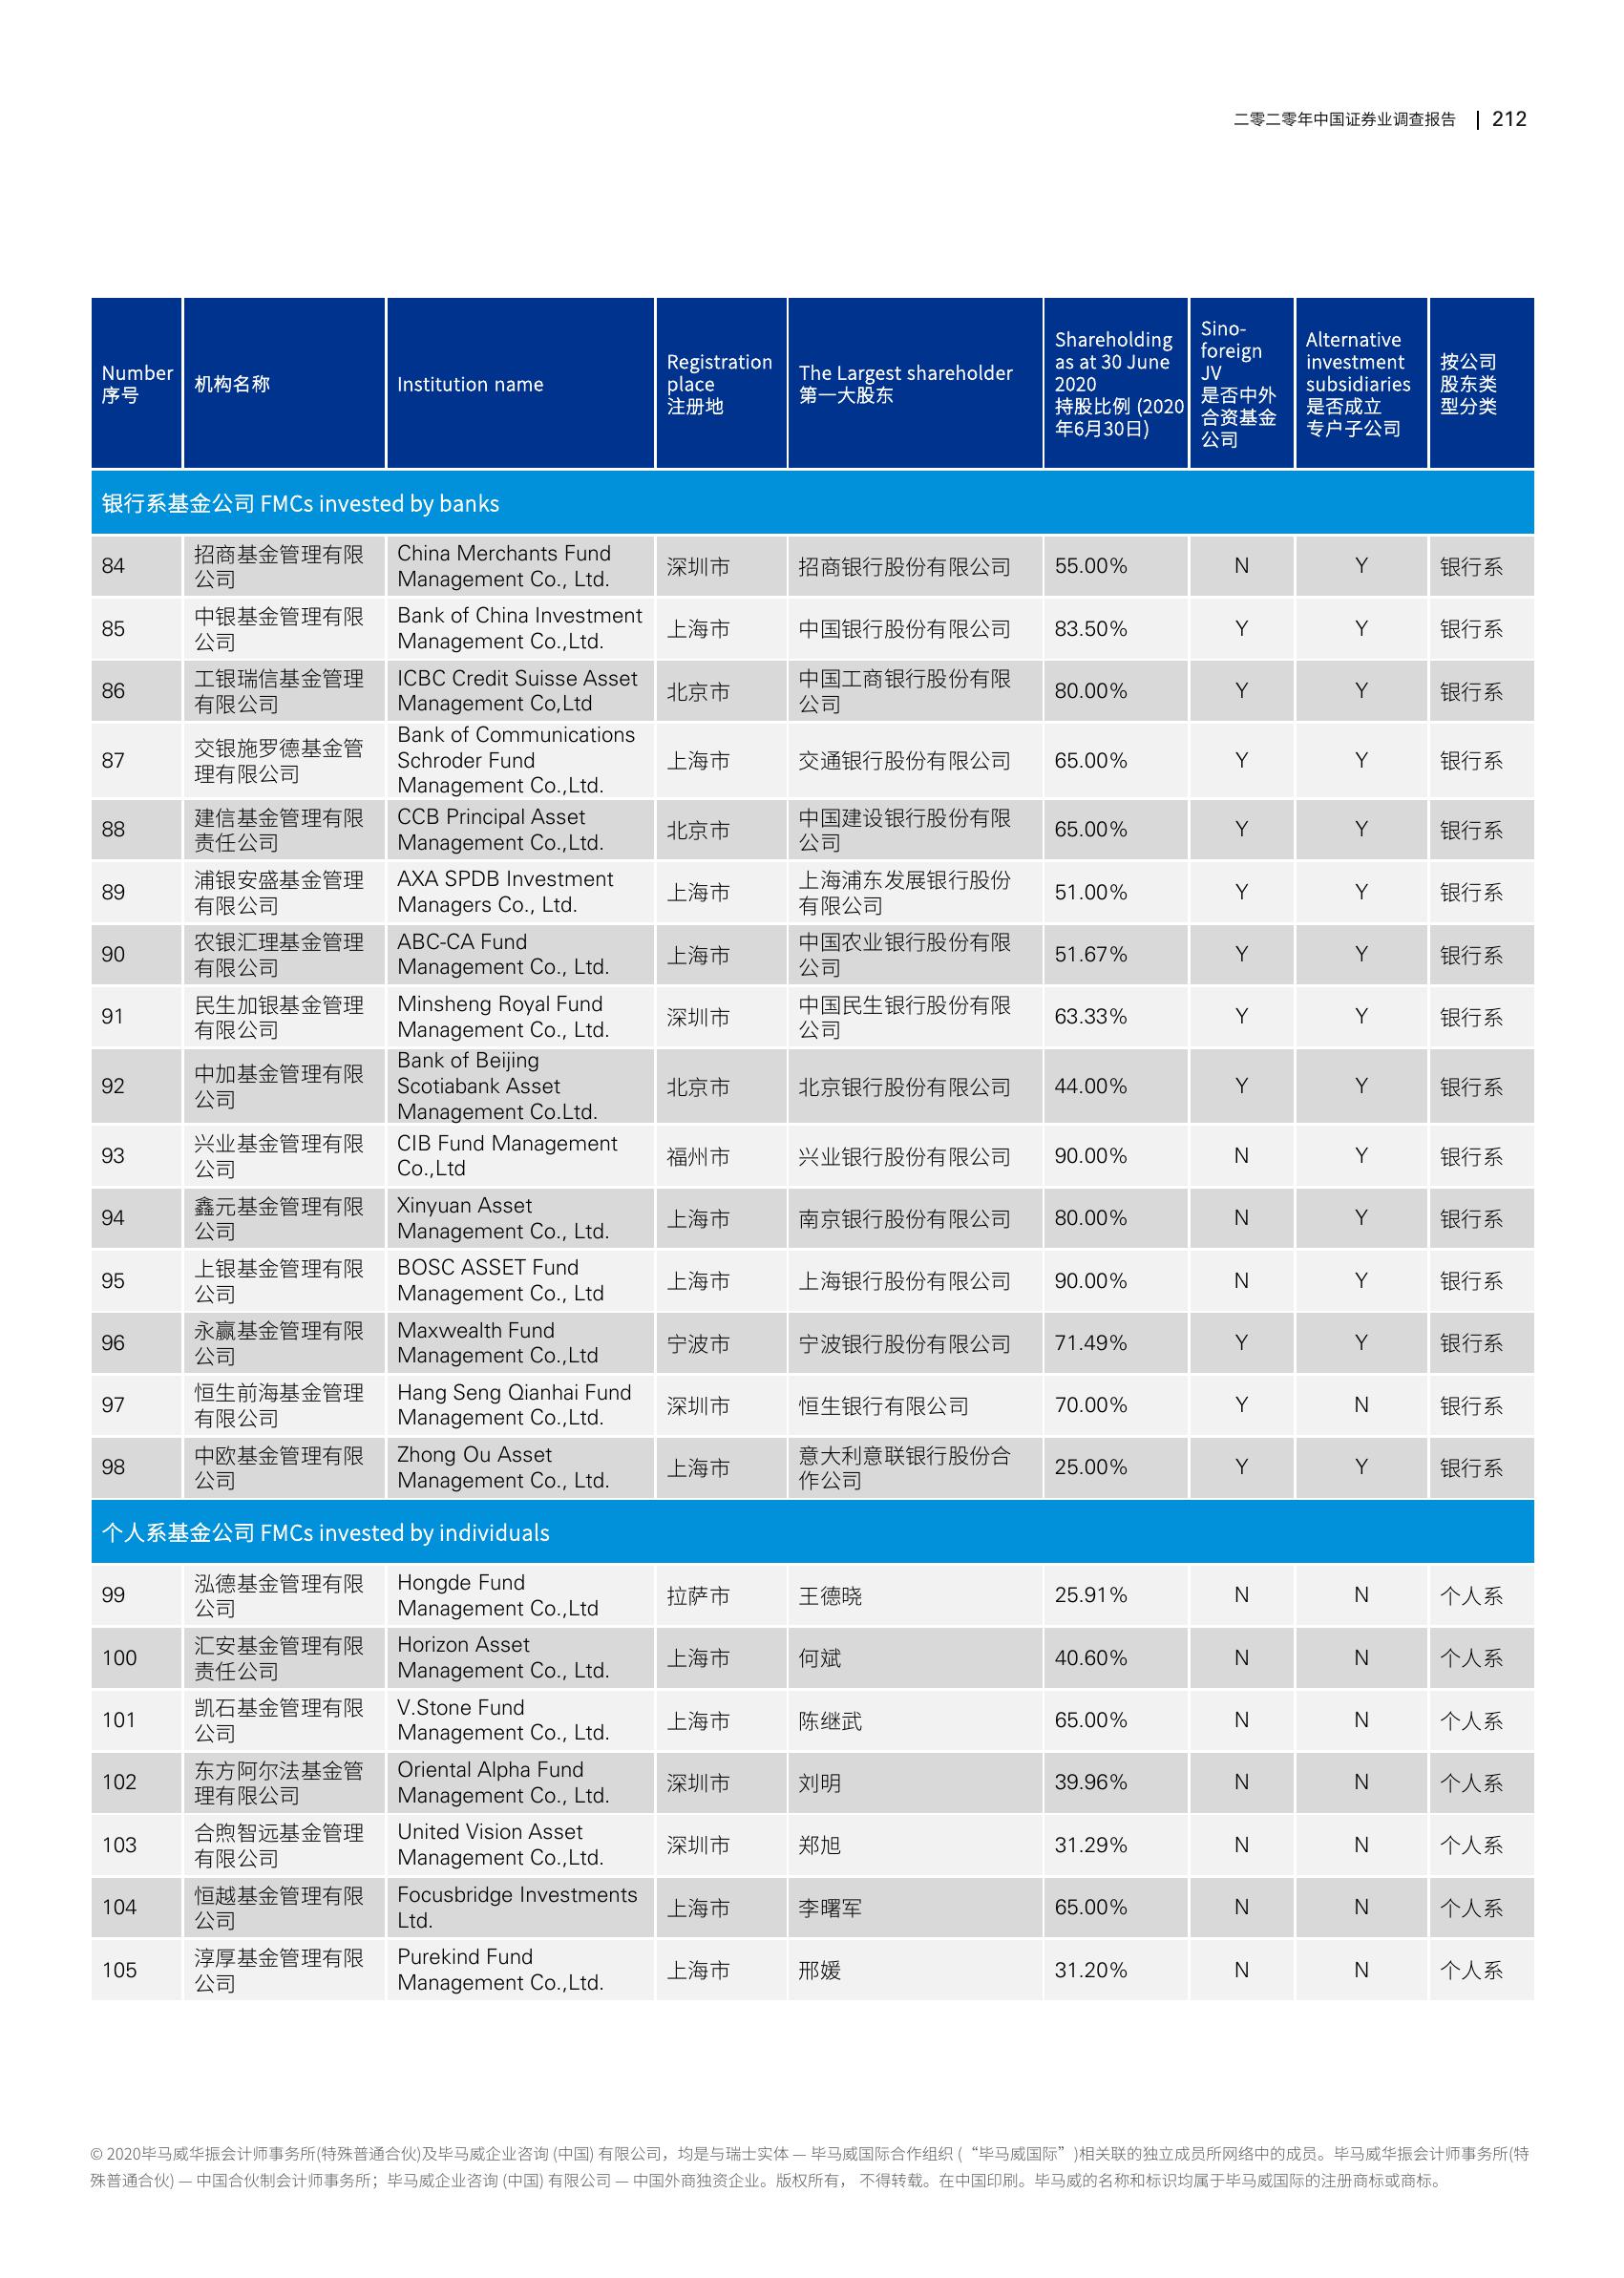 二零二零年中国证券业调查报告 | 212
Number
序号
机构名称
Institution name
Registration
place
注册地
The Largest shareholder
第一大股东
Shareholding
as at 30 June
2020
持股比例 (2020
年6月30日)
Sino-
foreign
JV
是否中外
合资基金
公司
Alternative
investment
subsidiaries
是否成立
专户子公司
按公司
股东类
型分类
银行系基金公司 FMCs invested by banks
84
招商基金管理有限
公司
China Merchants Fund
Management Co., Ltd.
深圳市
招商银行股份有限公司
55.00%
N
Y
银行系
85
中银基金管理有限
公司
Bank of China Investment
Management Co.,Ltd.
上海市
中国银行股份有限公司
83.50%
Y
Y
银行系
86
工银瑞信基金管理
有限公司
ICBC Credit Suisse Asset
Management Co,Ltd
北京市
中国工商银行股份有限
公司
80.00%
Y
Y
银行系
87
交银施罗德基金管
理有限公司
Bank of Communications
Schroder Fund
Management Co.,Ltd.
上海市
交通银行股份有限公司
65.00%
Y
Y
银行系
88
建信基金管理有限
责任公司
CCB Principal Asset
Management Co.,Ltd.
北京市
中国建设银行股份有限
公司
65.00%
Y
Y
银行系
89
浦银安盛基金管理
有限公司
AXA SPDB Investment
Managers Co., Ltd.
上海市
上海浦东发展银行股份
有限公司
51.00%
Y
Y
银行系
90
农银汇理基金管理
有限公司
ABC-CA Fund
Management Co., Ltd.
上海市
中国农业银行股份有限
公司
51.67%
Y
Y
银行系
91
民生加银基金管理
有限公司
Minsheng Royal Fund
Management Co., Ltd.
深圳市
中国民生银行股份有限
公司
63.33%
Y
Y
银行系
92
中加基金管理有限
公司
Bank of Beijing
Scotiabank Asset
Management Co.Ltd.
北京市
北京银行股份有限公司
44.00%
Y
Y
银行系
93
兴业基金管理有限
公司
CIB Fund Management
Co.,Ltd
福州市
兴业银行股份有限公司
90.00%
N
Y
银行系
94
鑫元基金管理有限
公司
Xinyuan Asset
Management Co., Ltd.
上海市
南京银行股份有限公司
80.00%
N
Y
银行系
95
上银基金管理有限
公司
BOSC ASSET Fund
Management Co., Ltd
上海市
上海银行股份有限公司
90.00%
N
Y
银行系
96
永赢基金管理有限
公司
Maxwealth Fund
Management Co.,Ltd
宁波市
宁波银行股份有限公司
71.49%
Y
Y
银行系
97
恒生前海基金管理
有限公司
Hang Seng Qianhai Fund
Management Co.,Ltd.
深圳市
恒生银行有限公司
70.00%
Y
N
银行系
98
中欧基金管理有限
公司
Zhong Ou Asset
Management Co., Ltd.
上海市
意大利意联银行股份合
作公司
25.00%
Y
Y
银行系
个人系基金公司 FMCs invested by individuals
99
泓德基金管理有限
公司
Hongde Fund
Management Co.,Ltd
拉萨市
王德晓
25.91%
N
N
个人系
100
汇安基金管理有限
责任公司
Horizon Asset
Management Co., Ltd.
上海市
何斌
40.60%
N
N
个人系
101
凯石基金管理有限
公司
V.Stone Fund
Management Co., Ltd.
上海市
陈继武
65.00%
N
N
个人系
102
东方阿尔法基金管
理有限公司
Oriental Alpha Fund
Management Co., Ltd.
深圳市
刘明
39.96%
N
N
个人系
103
合煦智远基金管理
有限公司
United Vision Asset
Management Co.,Ltd.
深圳市
郑旭
31.29%
N
N
个人系
104
恒越基金管理有限
公司
Focusbridge Investments
Ltd.
上海市
李曙军
65.00%
N
N
个人系
105
淳厚基金管理有限
公司
Purekind Fund
Management Co.,Ltd.
上海市
邢媛
31.20%
N
N
个人系
© 2020毕马威华振会计师事务所(特殊普通合伙)及毕马威企业咨询 (中国) 有限公司，均是与瑞士实体 — 毕马威国际合作组织 (“毕马威国际”)相关联的独立成员所网络中的成员。毕马威华振会计师事务所(特
殊普通合伙) — 中国合伙制会计师事务所；毕马威企业咨询 (中国) 有限公司 — 中国外商独资企业。版权所有， 不得转载。在中国印刷。毕马威的名称和标识均属于毕马威国际的注册商标或商标。